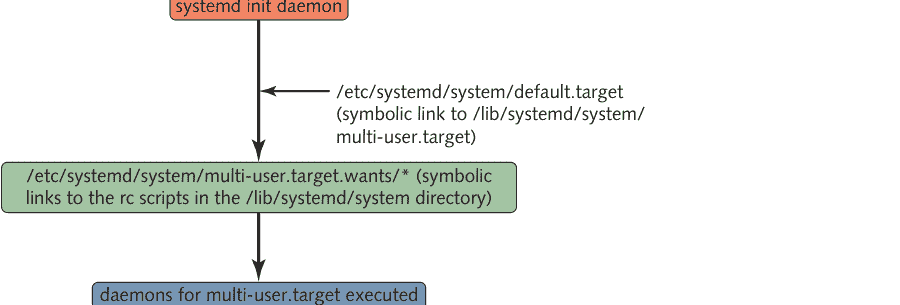 systemd init daemon
/etc/systemd/system/default.target
(symbolic link to /lib/systemd/system/
multi-user.target)
/etc/systemd/system/multi-user.target.wants/* (symbolic
links to the rc scripts in the /lib/systemd/system directory)
daemons for multi-user.target executed